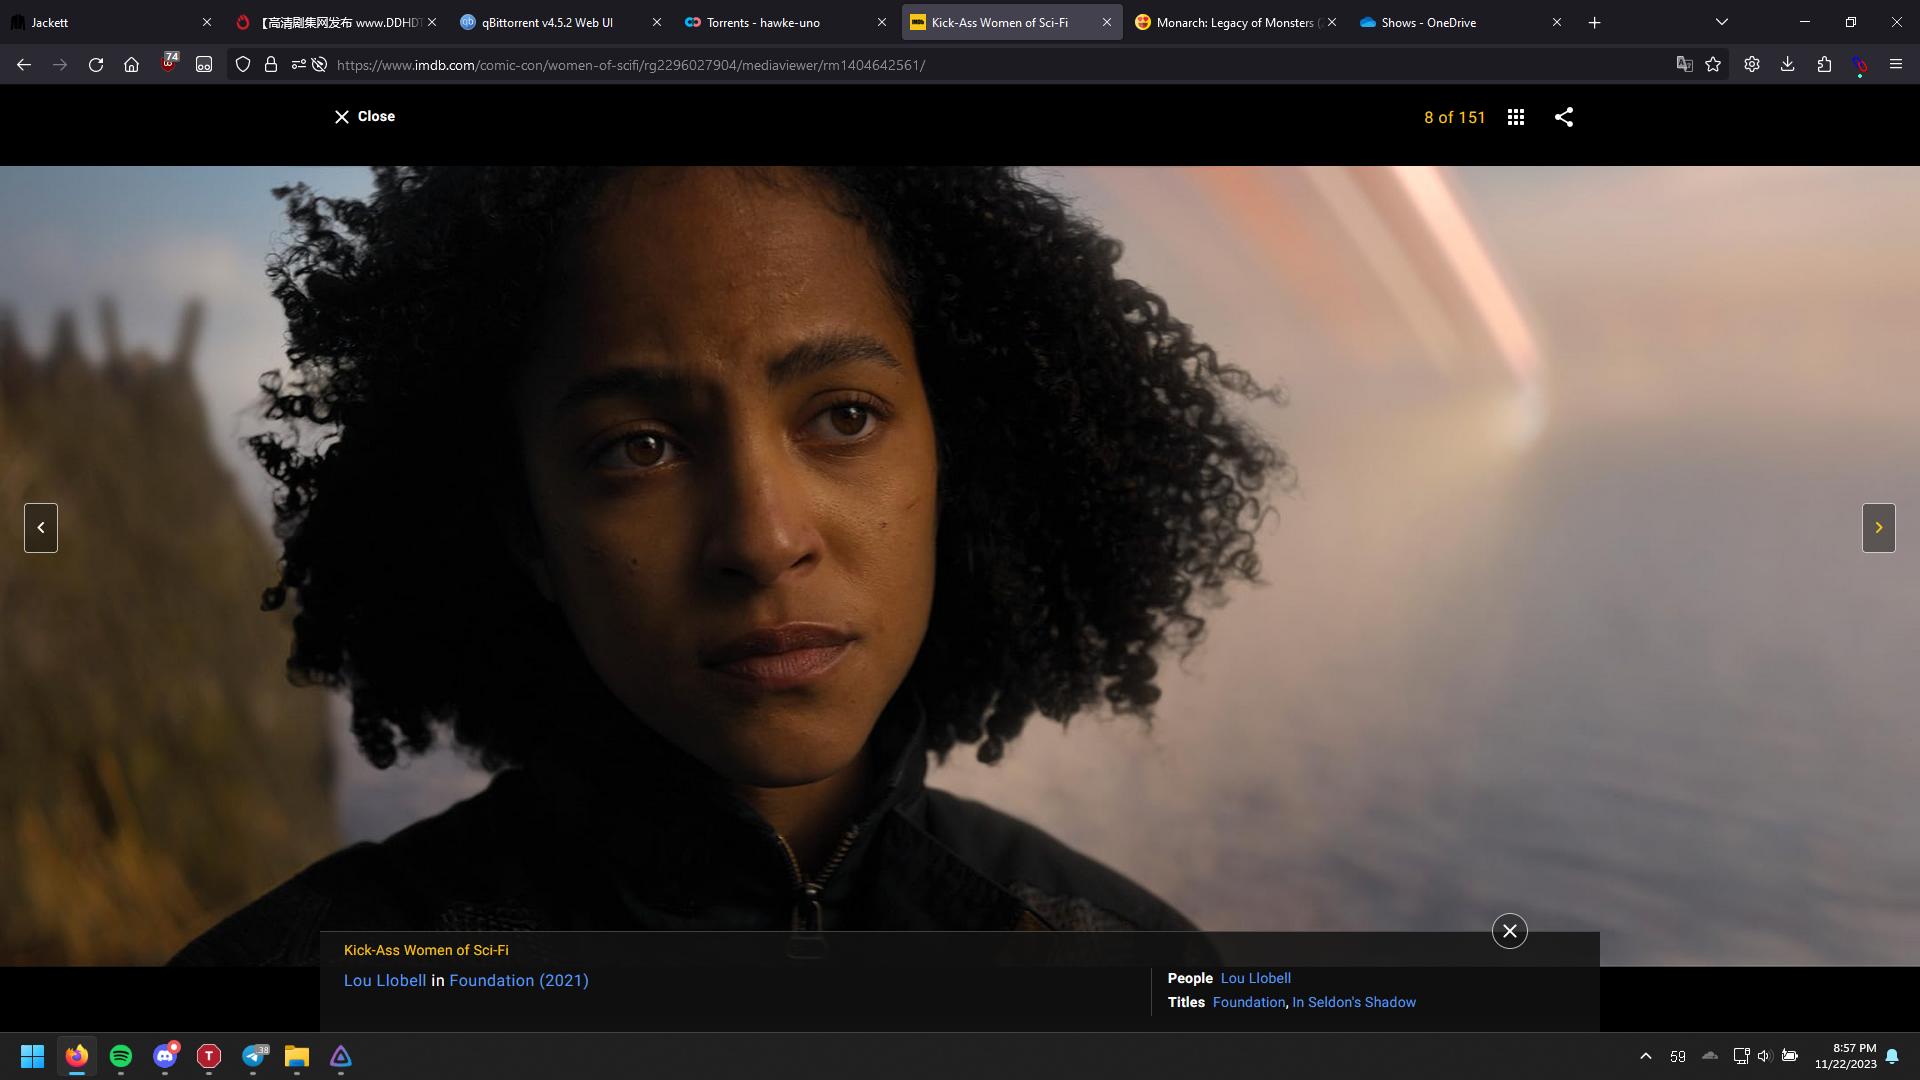 Jackett
【高清剧集网发布 www.DDHD
qBittorrent v4.5.2 Web UI
Torrents - hawke-uno
Kick-Ass Women of Sci-Fi
Monarch: Legacy of Monsters
Shows - OneDrive
74
https://www.imdb.com/comic-con/women-of-scifi/rg2296027904/mediaviewer/rm1404642561/
Close
8 of 151
Kick-Ass Women of Sci-Fi
Lou Llobell in Foundation (2021)
People Lou Llobell
Titles Foundation, In Seldon's Shadow
T
38
59
8:57 PM
11/22/2023